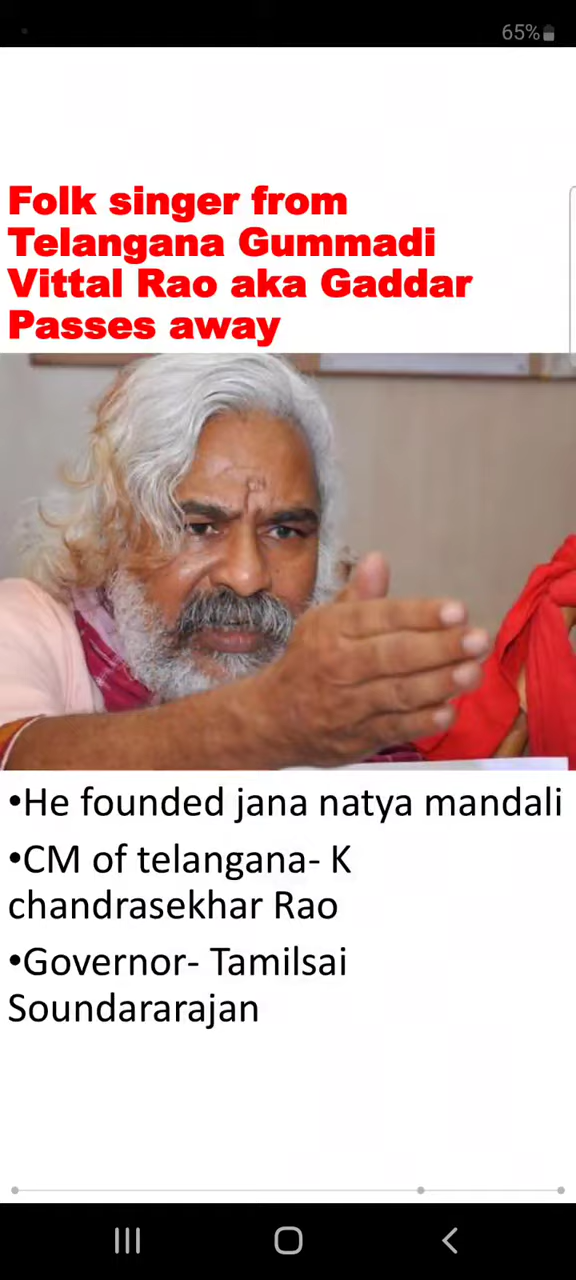 65%
Folk singer from
Telangana Gummadi
Vittal Rao aka Gaddar
Passes away
•He founded jana natya mandali
•CM of telangana- K
chandrasekhar Rao
•Governor- Tamilsai
Soundararajan